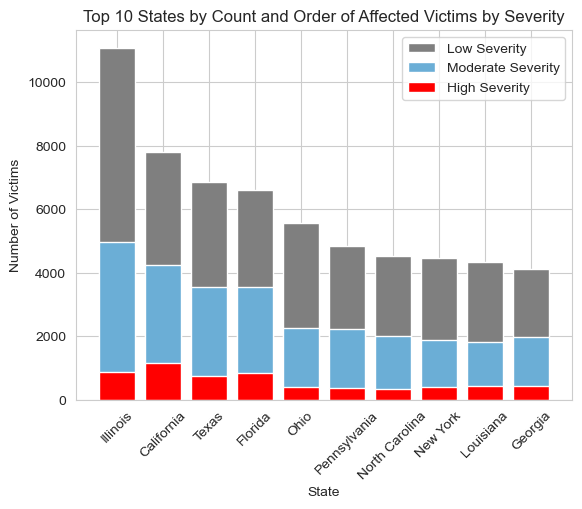 Top 10 States by Count and Order of Affected Victims by Severity
Low Severity
Moderate Severity
High Severity
Number of Victims
10000
8000
6000
4000
2000
0
Illinois
California
Texas
Florida
Ohio
Pennsylvania
North Carolina
New York
Louisiana
Georgia
State